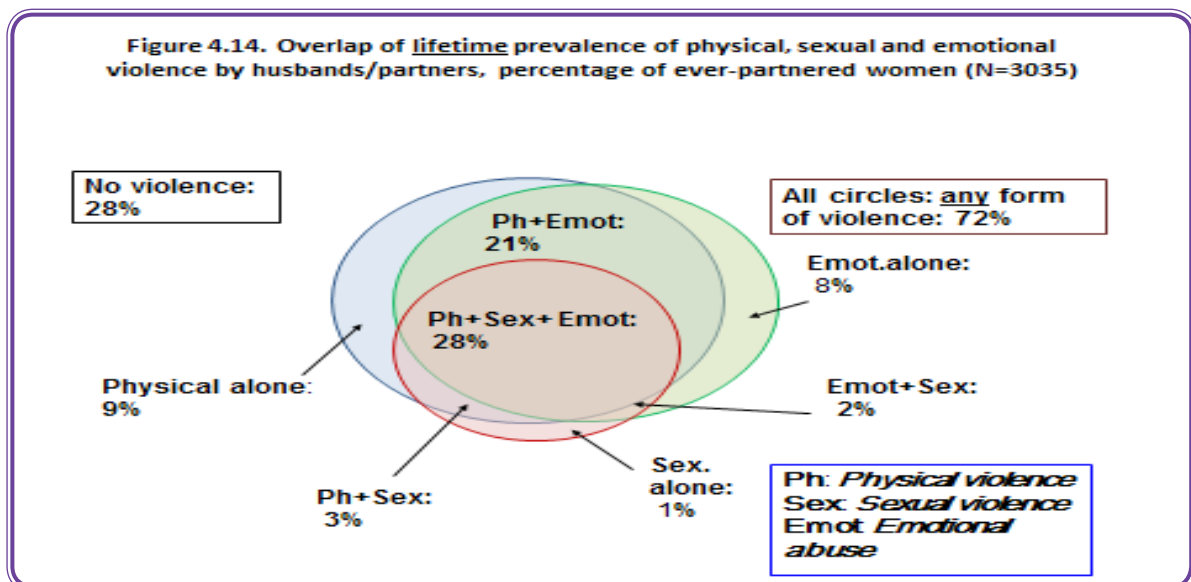 Figure 4.14. Overlap of lifetime prevalence of physical, sexual and emotional
violence by husbands/partners, percentage of ever-partnered women (N=3035)
No violence:
28%
All circles: any form
of violence: 72%
Ph+Emot:
21%
Emot.alone:
8%
Ph+Sex+Emot:
28%
Physical alone:
9%
Emot+Sex:
2%
Ph+Sex:
3%
Sex.
alone:
1%
Ph: Physical violence
Sex: Sexual violence
Emot: Emotional
abuse